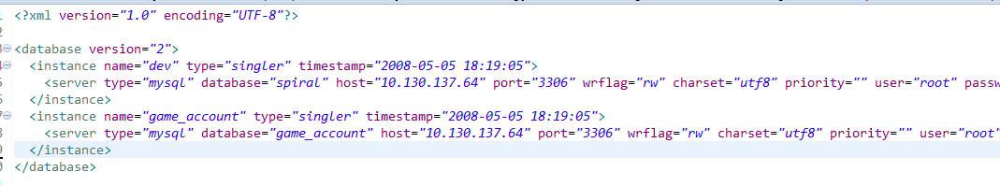 <?xml version="1.0" encoding="UTF-8"?>
<database version="2">
<instance name="dev" type="singler" timestamp="2008-05-05 18:19:05">
<server type="mysql" database="spiral" host="10.130.137.64" port="3306" wrflag="rw" charset="utf8" priority="" user="root" passw
</instance>
<instance name="game_account" type="singler" timestamp="2008-05-05 18:19:05">
<server type="mysql" database="game_account" host="10.130.137.64" port="3306" wrflag="rw" charset="utf8" priority="" user="root"
</instance>
</database>